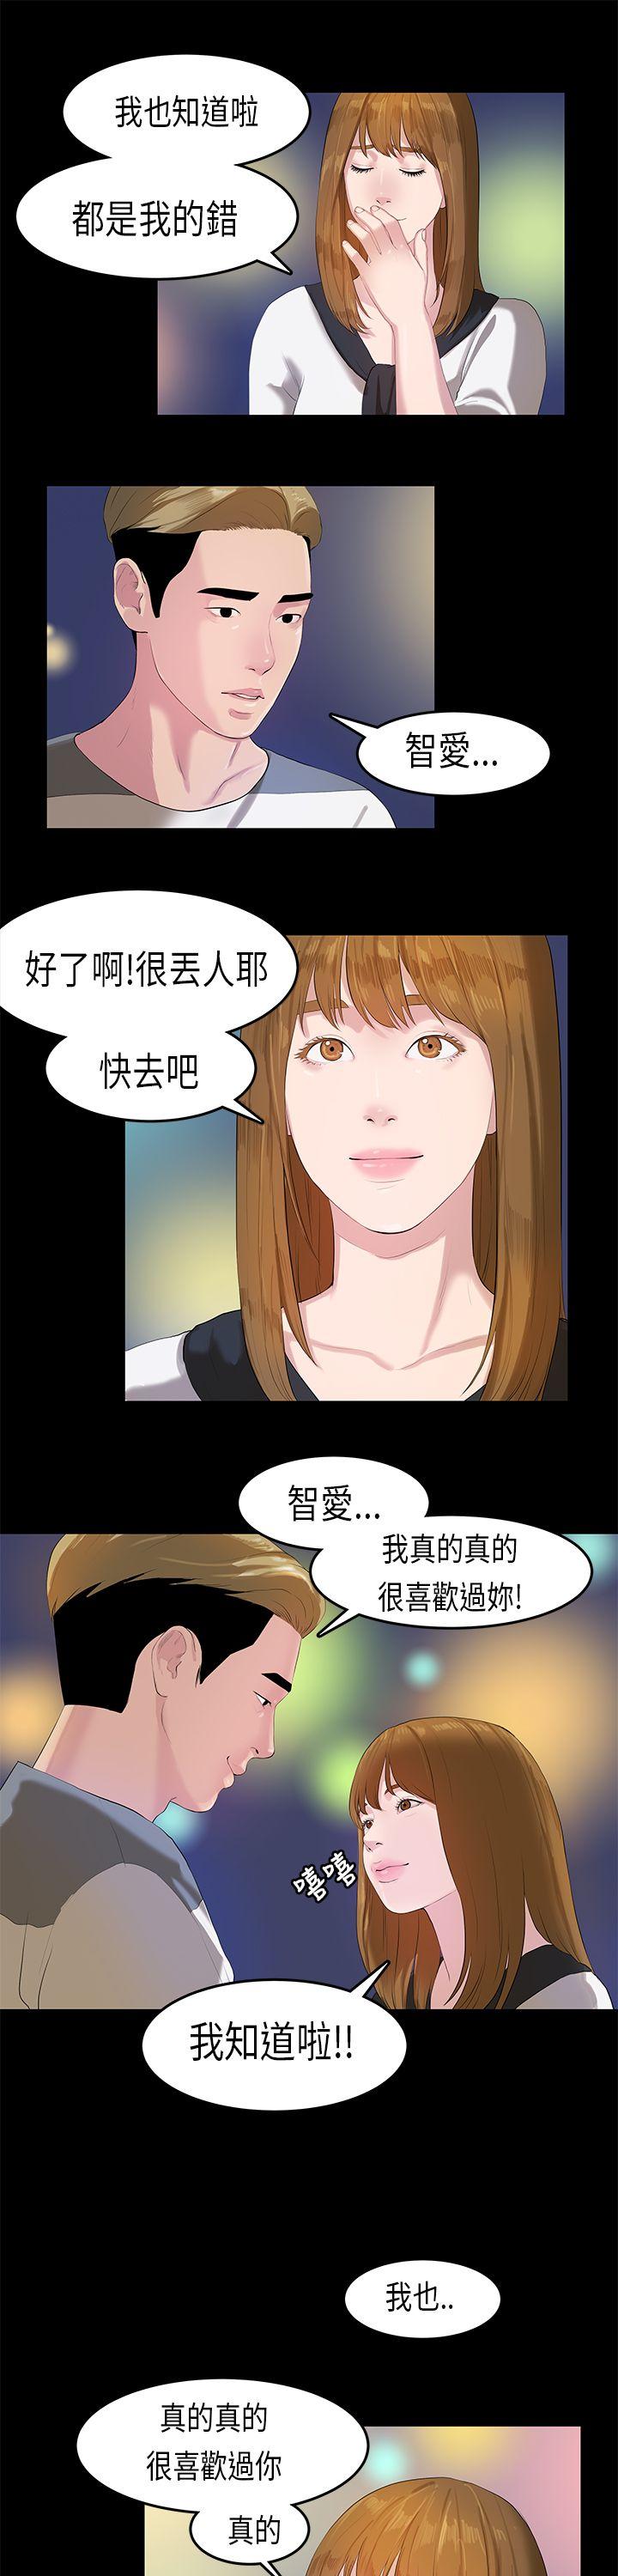 我也知道啦
都是我的錯
智愛...
好了啊!很丟人耶
快去吧
智愛...
我真的真的
很喜歡過妳!
嘻嘻
我知道啦!!
我也..
真的真的
很喜歡過你
真的